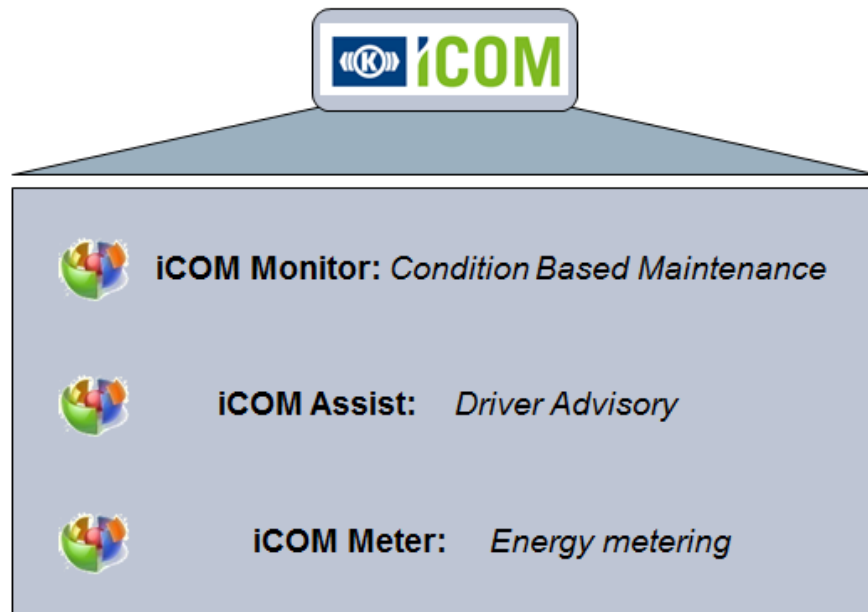 K iCOM
iCOM Monitor: Condition Based Maintenance
iCOM Assist: Driver Advisory
iCOM Meter: Energy metering